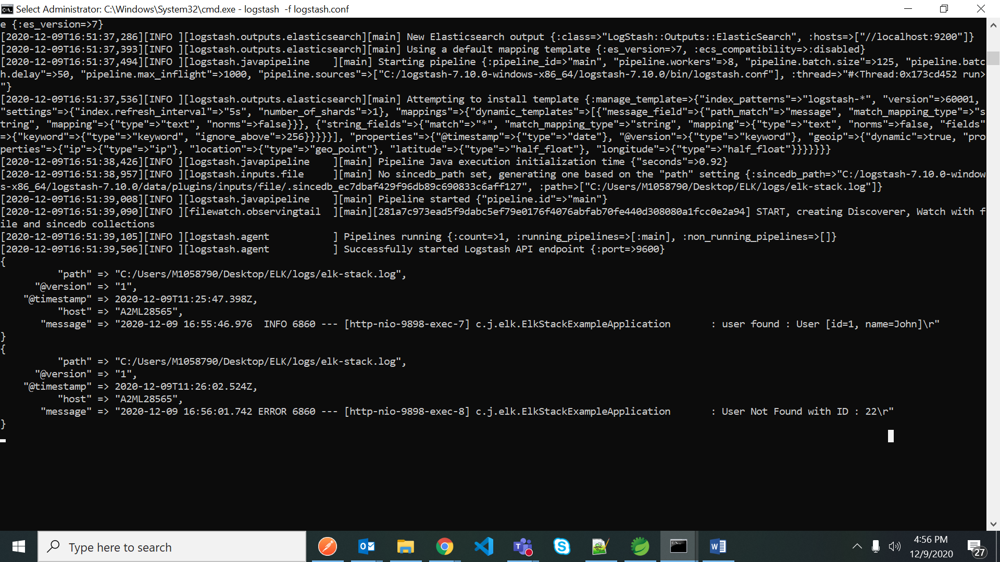 Select Administrator: C:\Windows\System32\cmd.exe - logstash  -f logstash.conf
e {:es_version=>7}
[2020-12-09T16:51:37,286][INFO ][logstash.outputs.elasticsearch][main] New Elasticsearch output {:class=>"LogStash::Outputs::ElasticSearch", :hosts=>["//localhost:9200"]}
[2020-12-09T16:51:37,393][INFO ][logstash.outputs.elasticsearch][main] Using a default mapping template {:es_version=>7, :ecs_compatibility=>:disabled}
[2020-12-09T16:51:37,494][INFO ][logstash.javapipeline    ][main] Starting pipeline {:pipeline_id=>"main", "pipeline.workers"=>8, "pipeline.batch.size"=>125, "pipeline.batc
h.delay"=>50, "pipeline.max_inflight"=>1000, "pipeline.sources"=>["C:/logstash-7.10.0-windows-x86_64/logstash-7.10.0/bin/logstash.conf"], :thread=>"#<Thread:0x173cd452 run>
"}
[2020-12-09T16:51:37,536][INFO ][logstash.outputs.elasticsearch][main] Attempting to install template {:manage_template=>{"index_patterns"=>"logstash-*", "version"=>60001,
"settings"=>{"index.refresh_interval"=>"5s", "number_of_shards"=>1}, "mappings"=>{"dynamic_templates"=>[{"message_field"=>{"path_match"=>"message", "match_mapping_type"=>"s
tring", "mapping"=>{"type"=>"text", "norms"=>false}}}, {"string_fields"=>{"match"=>"*", "match_mapping_type"=>"string", "mapping"=>{"type"=>"text", "norms"=>false, "fields"
=>{"keyword"=>{"type"=>"keyword", "ignore_above"=>256}}}}}], "properties"=>{"@timestamp"=>{"type"=>"date"}, "@version"=>{"type"=>"keyword"}, "geoip"=>{"dynamic"=>true, "pro
perties"=>{"ip"=>{"type"=>"ip"}, "location"=>{"type"=>"geo_point"}, "latitude"=>{"type"=>"half_float"}, "longitude"=>{"type"=>"half_float"}}}}}}}
[2020-12-09T16:51:38,426][INFO ][logstash.javapipeline    ][main] Pipeline Java execution initialization time {"seconds"=>0.92}
[2020-12-09T16:51:38,957][INFO ][logstash.inputs.file     ][main] No sincedb_path set, generating one based on the "path" setting {:sincedb_path=>"C:/logstash-7.10.0-window
s-x86_64/logstash-7.10.0/data/plugins/inputs/file/.sincedb_ec7dbaf429f96db89c690833c6aff127", :path=>["C:/Users/M1058790/Desktop/ELK/logs/elk-stack.log"]}
[2020-12-09T16:51:39,008][INFO ][logstash.javapipeline    ][main] Pipeline started {"pipeline.id"=>"main"}
[2020-12-09T16:51:39,090][INFO ][filewatch.observingtail  ][main][281a7c973ead5f9dabc5ef79e0176f4076abfab70fe440d308080a1fcc0e2a94] START, creating Discoverer, Watch with f
ile and sincedb collections
[2020-12-09T16:51:39,105][INFO ][logstash.agent           ] Pipelines running {:count=>1, :running_pipelines=>[:main], :non_running_pipelines=>[]}
[2020-12-09T16:51:39,506][INFO ][logstash.agent           ] Successfully started Logstash API endpoint {:port=>9600}
{
          "path" => "C:/Users/M1058790/Desktop/ELK/logs/elk-stack.log",
      "@version" => "1",
    "@timestamp" => 2020-12-09T11:25:47.398Z,
          "host" => "A2ML28565",
       "message" => "2020-12-09 16:55:46.976  INFO 6860 --- [http-nio-9898-exec-7] c.j.elk.ElkStackExampleApplication       : user found : User [id=1, name=John]\r"
}
{
          "path" => "C:/Users/M1058790/Desktop/ELK/logs/elk-stack.log",
      "@version" => "1",
    "@timestamp" => 2020-12-09T11:26:02.524Z,
          "host" => "A2ML28565",
       "message" => "2020-12-09 16:56:01.742 ERROR 6860 --- [http-nio-9898-exec-8] c.j.elk.ElkStackExampleApplication       : User Not Found with ID : 22\r"
}
Type here to search
4:56 PM
12/9/2020
27